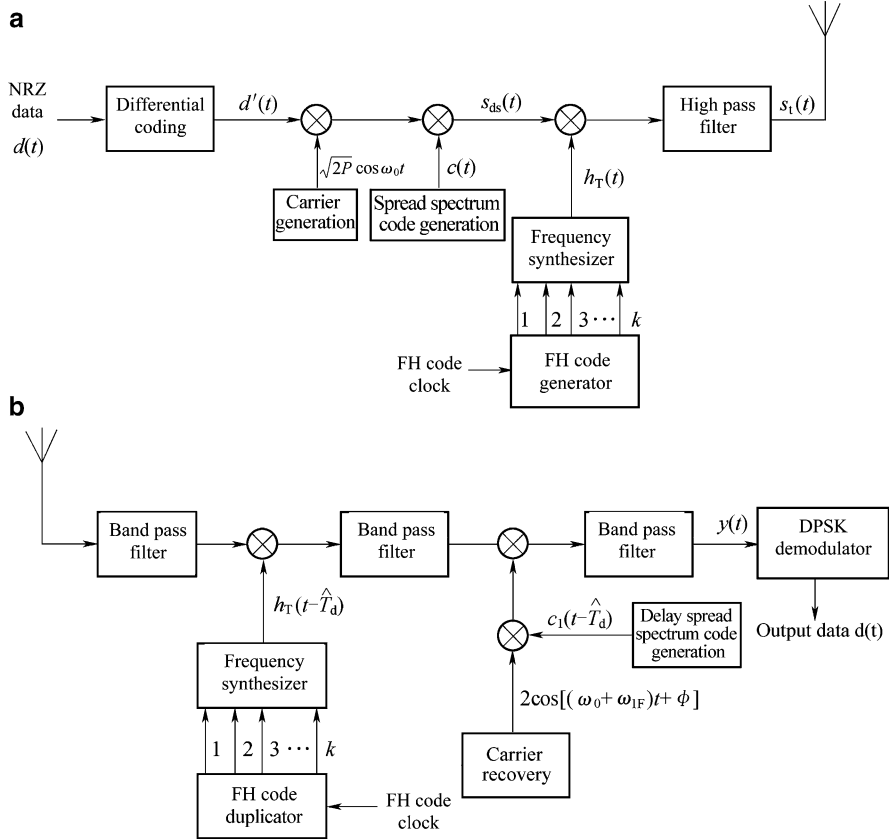 a
NRZ
data
d(t)
Differential
coding
d′(t)
√2P cos ω₀t
Carrier
generation
c(t)
Spread spectrum
code generation
s_ds(t)
h_T(t)
Frequency
synthesizer
1 2 3 ··· k
FH code
clock
FH code
generator
High pass
filter
s_t(t)
b
Band pass
filter
h_T(t−T̂_d)
Frequency
synthesizer
1 2 3 ··· k
FH code
duplicator
FH code
clock
Band pass
filter
c₁(t−T̂_d)
Delay spread
spectrum code
generation
2cos[(ω₀+ω_IF)t+Φ]
Carrier
recovery
Band pass
filter
y(t)
DPSK
demodulator
Output data d(t)